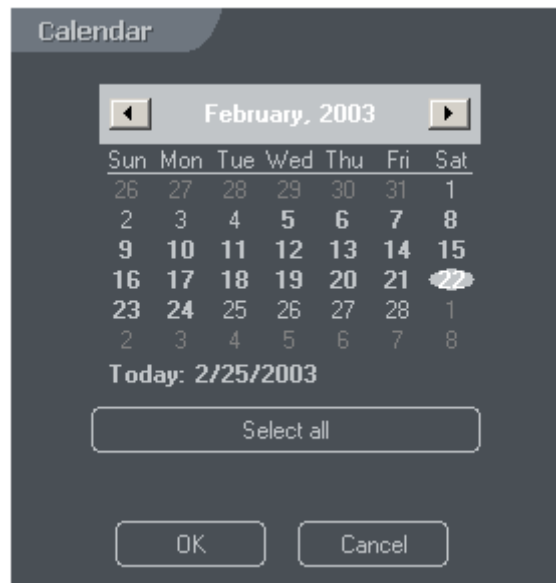 Calendar
February, 2003
Sun Mon Tue Wed Thu Fri Sat
26 27 28 29 30 31 1
2 3 4 5 6 7 8
9 10 11 12 13 14 15
16 17 18 19 20 21 22
23 24 25 26 27 28 1
2 3 4 5 6 7 8
Today: 2/25/2003
Select all
OK Cancel